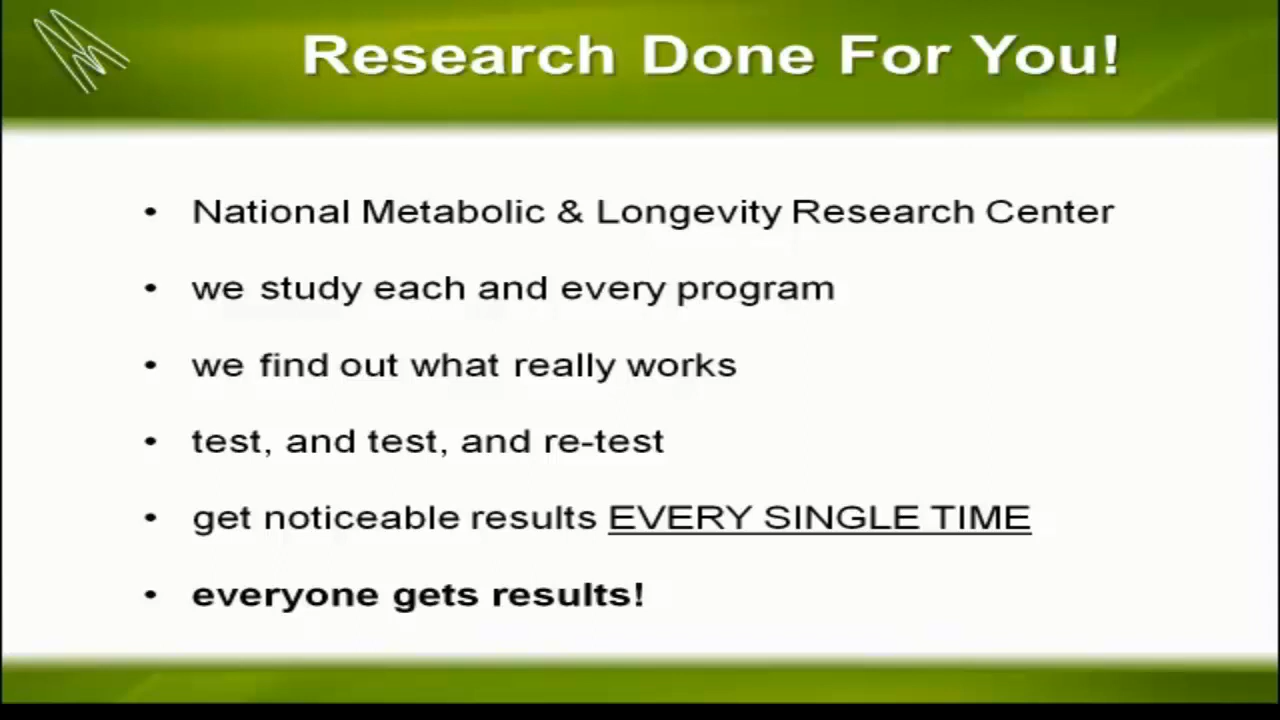 Research Done For You!
• National Metabolic & Longevity Research Center
• we study each and every program
• we find out what really works
• test, and test, and re-test
• get noticeable results EVERY SINGLE TIME
• everyone gets results!